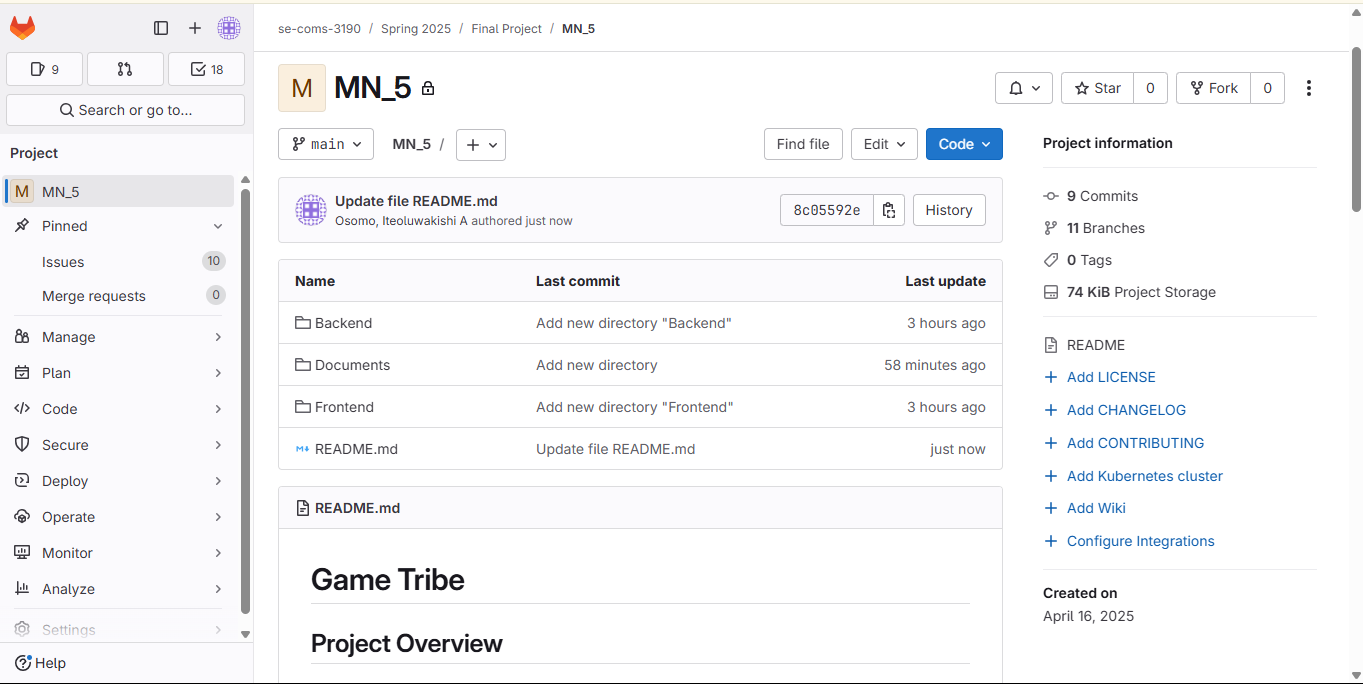 se-coms-3190 / Spring 2025 / Final Project / MN_5
9
18
Search or go to...
Project
M MN_5
Pinned
Issues 10
Merge requests 0
Manage
Plan
Code
Secure
Deploy
Operate
Monitor
Analyze
Settings
Help
M MN_5
Star 0
Fork 0
main
MN_5 /
Find file
Edit
Code
Update file README.md
Osomo, Iteoluwakishi A authored just now
8c05592e
History
Name Last commit Last update
Backend Add new directory "Backend" 3 hours ago
Documents Add new directory 58 minutes ago
Frontend Add new directory "Frontend" 3 hours ago
README.md Update file README.md just now
README.md
Game Tribe
Project Overview
Project information
9 Commits
11 Branches
0 Tags
74 KiB Project Storage
README
Add LICENSE
Add CHANGELOG
Add CONTRIBUTING
Add Kubernetes cluster
Add Wiki
Configure Integrations
Created on
April 16, 2025